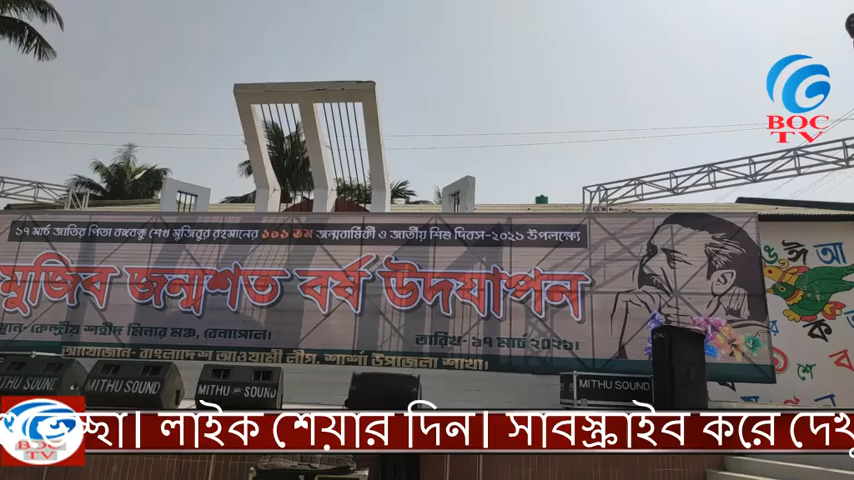 BOC
TV
১৭ মার্চ জাতির পিতা বঙ্গবন্ধু শেখ মুজিবুর রহমানের ১০১ তম জন্মবার্ষিকী ও জাতীয় শিশু দিবস-২০২১ উপলক্ষ্যে
মুজিব জন্মশত বর্ষ উদযাপন
স্থান- কেন্দ্রীয় শহীদ মিনার মঞ্চ, বেনাপোল।
তারিখ- ১৭ মার্চ ২০২১।
আয়োজনে- বাংলাদেশ আওয়ামী লীগ, শার্শা উপজেলা শাখা।
ঈ আ
ক
MITHU SOUND
MITHU SOUND
MITHU SOUND
MITHU SOUND
BOC
TV
লাইক শেয়ার দিন। সাবস্ক্রাইব করে